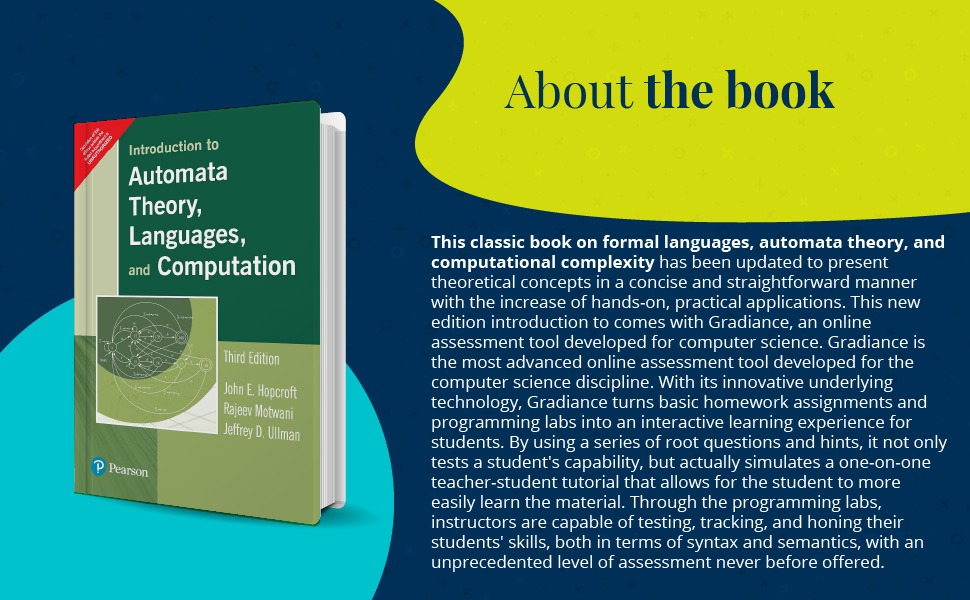 About the book
This classic book on formal languages, automata theory, and
computational complexity has been updated to present
theoretical concepts in a concise and straightforward manner
with the increase of hands-on, practical applications. This new
edition introduction to comes with Gradiance, an online
assessment tool developed for computer science. Gradiance is
the most advanced online assessment tool developed for the
computer science discipline. With its innovative underlying
technology, Gradiance turns basic homework assignments and
programming labs into an interactive learning experience for
students. By using a series of root questions and hints, it not only
tests a student's capability, but actually simulates a one-on-one
teacher-student tutorial that allows for the student to more
easily learn the material. Through the programming labs,
instructors are capable of testing, tracking, and honing their
students' skills, both in terms of syntax and semantics, with an
unprecedented level of assessment never before offered.
Introduction to
Automata
Theory,
Languages,
and Computation
Third Edition
John E. Hopcroft
Rajeev Motwani
Jeffrey D. Ullman
Pearson